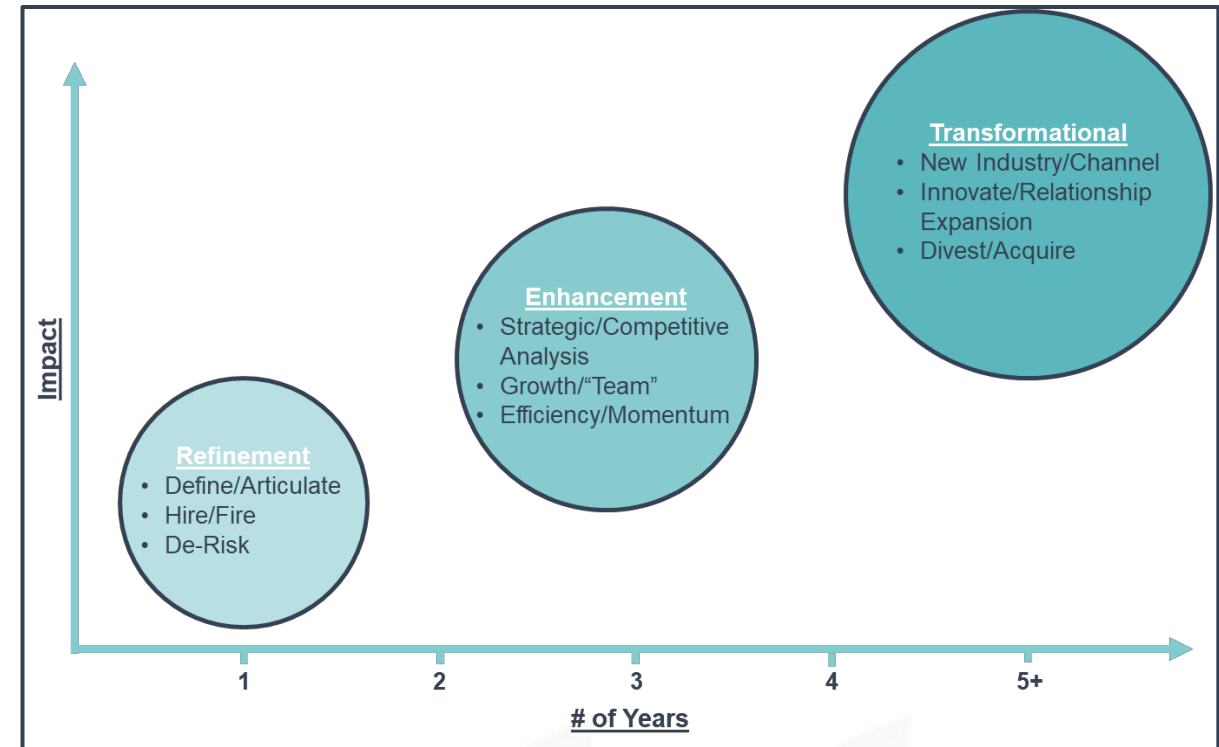 Transformational
• New Industry/Channel
• Innovate/Relationship
Expansion
• Divest/Acquire
Enhancement
• Strategic/Competitive
Analysis
• Growth/“Team”
• Efficiency/Momentum
Impact
Refinement
• Define/Articulate
• Hire/Fire
• De-Risk
1 2 3 4 5+
# of Years